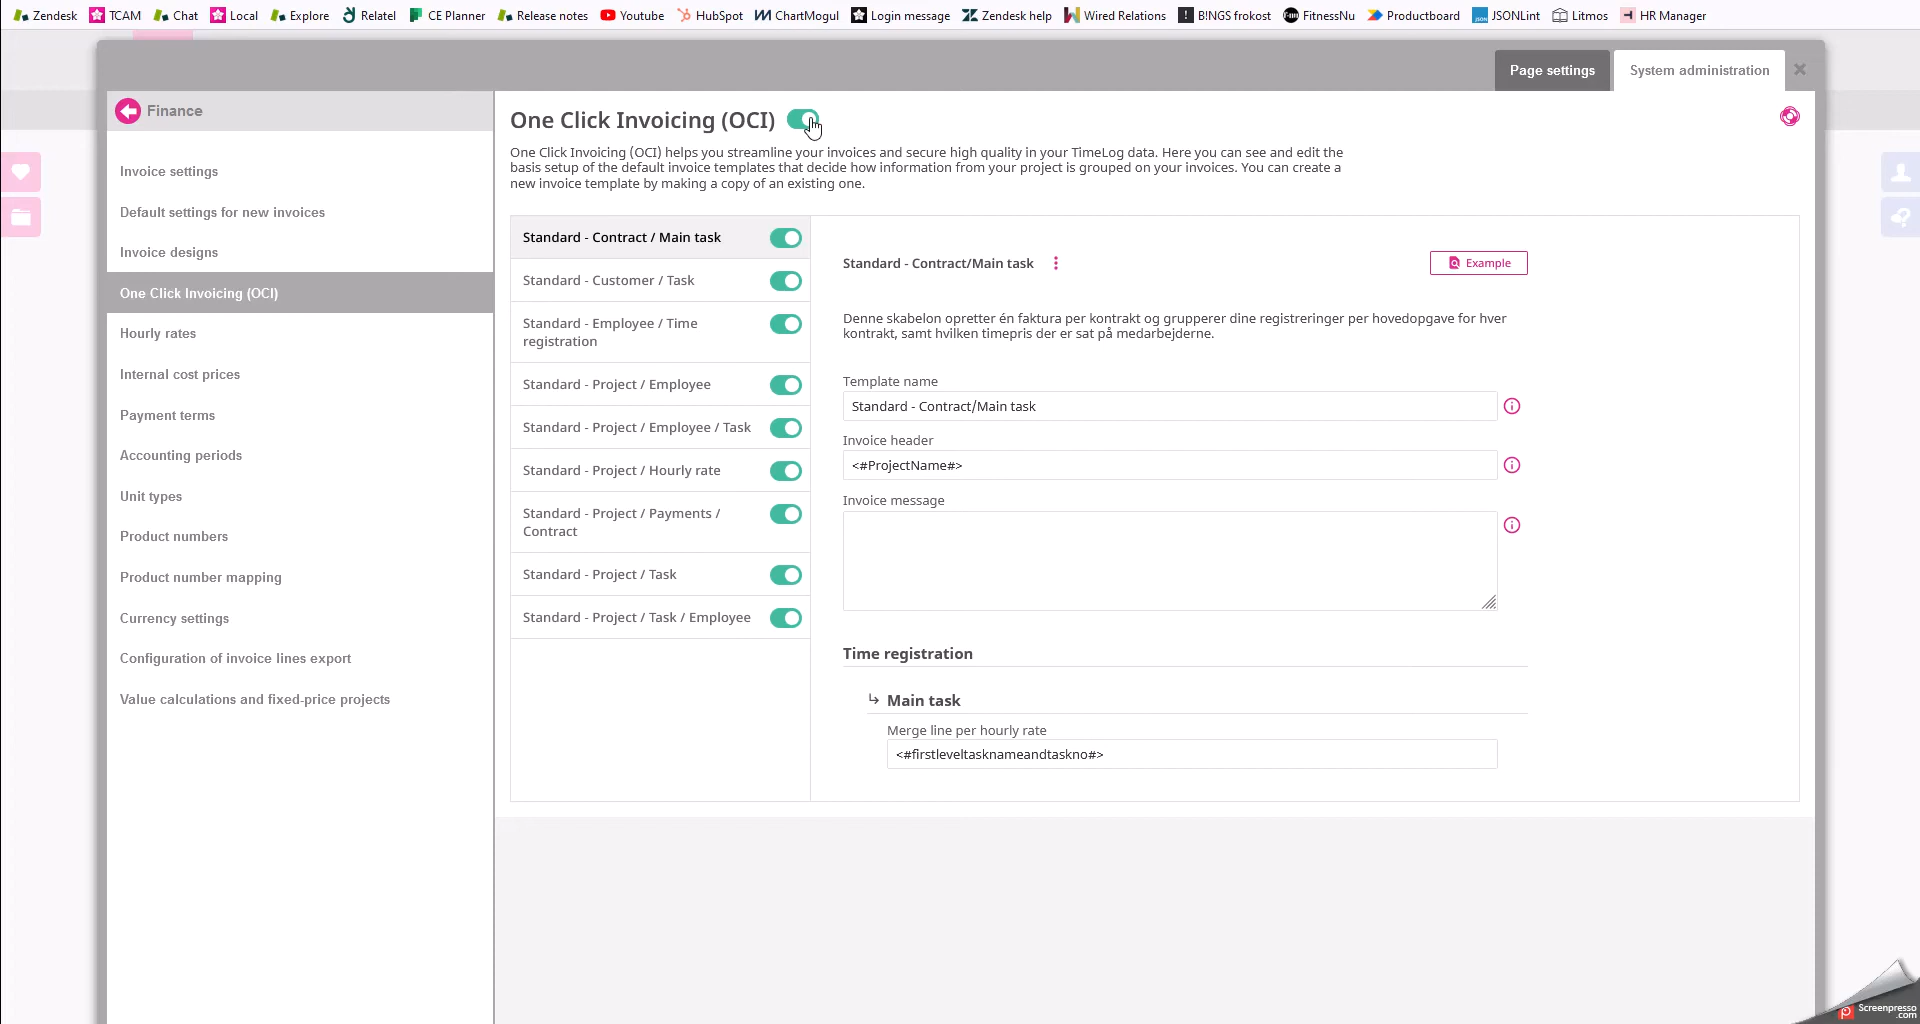 Zendesk TCAM Chat Local Explore Relatel CE Planner Release notes Youtube HubSpot ChartMogul Login message Zendesk help Wired Relations B!NGS frokost FitnessNu Productboard JSONLint Litmos HR Manager
Page settings System administration
Finance
Invoice settings
Default settings for new invoices
Invoice designs
One Click Invoicing (OCI)
Hourly rates
Internal cost prices
Payment terms
Accounting periods
Unit types
Product numbers
Product number mapping
Currency settings
Configuration of invoice lines export
Value calculations and fixed-price projects
One Click Invoicing (OCI)
One Click Invoicing (OCI) helps you streamline your invoices and secure high quality in your TimeLog data. Here you can see and edit the
basis setup of the default invoice templates that decide how information from your project is grouped on your invoices. You can create a
new invoice template by making a copy of an existing one.
Standard - Contract / Main task
Standard - Customer / Task
Standard - Employee / Time
registration
Standard - Project / Employee
Standard - Project / Employee / Task
Standard - Project / Hourly rate
Standard - Project / Payments /
Contract
Standard - Project / Task
Standard - Project / Task / Employee
Standard - Contract/Main task
Example
Denne skabelon opretter én faktura per kontrakt og grupperer dine registreringer per hovedopgave for hver
kontrakt, samt hvilken timepris der er sat på medarbejderne.
Template name
Standard - Contract/Main task
Invoice header
<#ProjectName#>
Invoice message
Time registration
Main task
Merge line per hourly rate
<#firstleveltasknameandtaskno#>
Screenpresso
.com